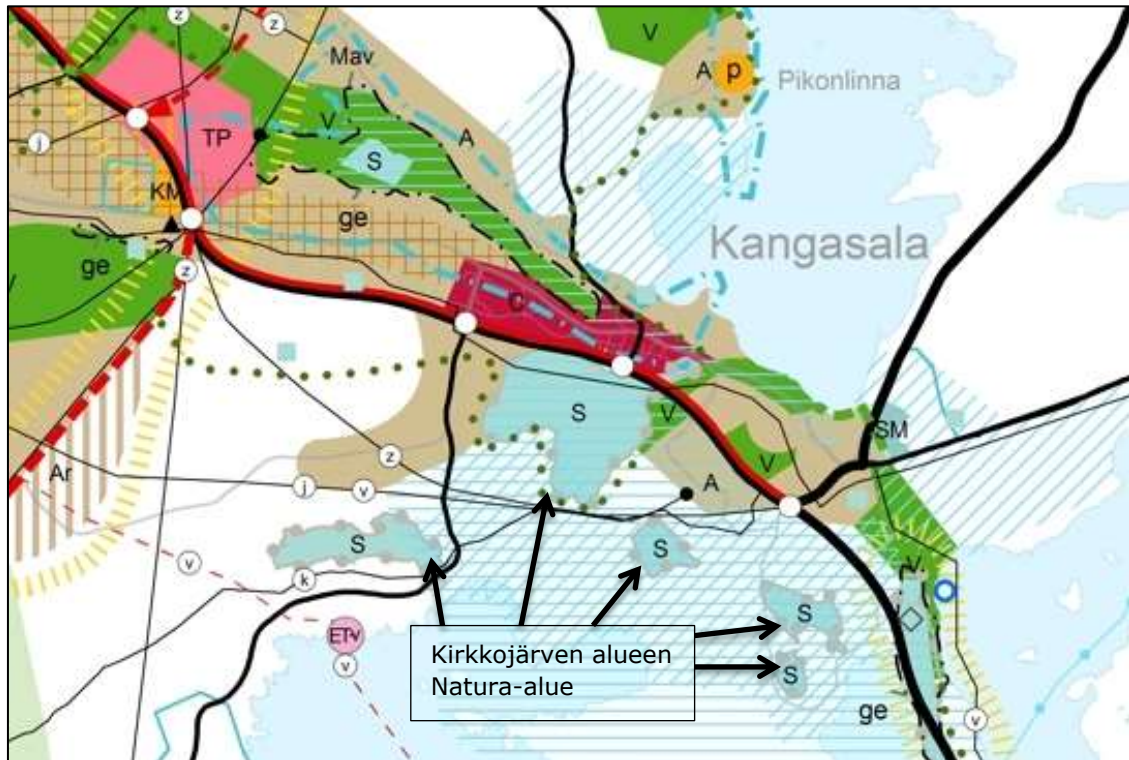 z
z
V
Mav
A
p
Pikonlinna
j
TP
V
A
S
KM
ge
ge
Kangasala
V
z
C
S
V
SM
V
Ar
z
j
v
A
S
S
v
k
V
S
ETv
v
Kirkkojärven alueen
Natura-alue
S
ge
v